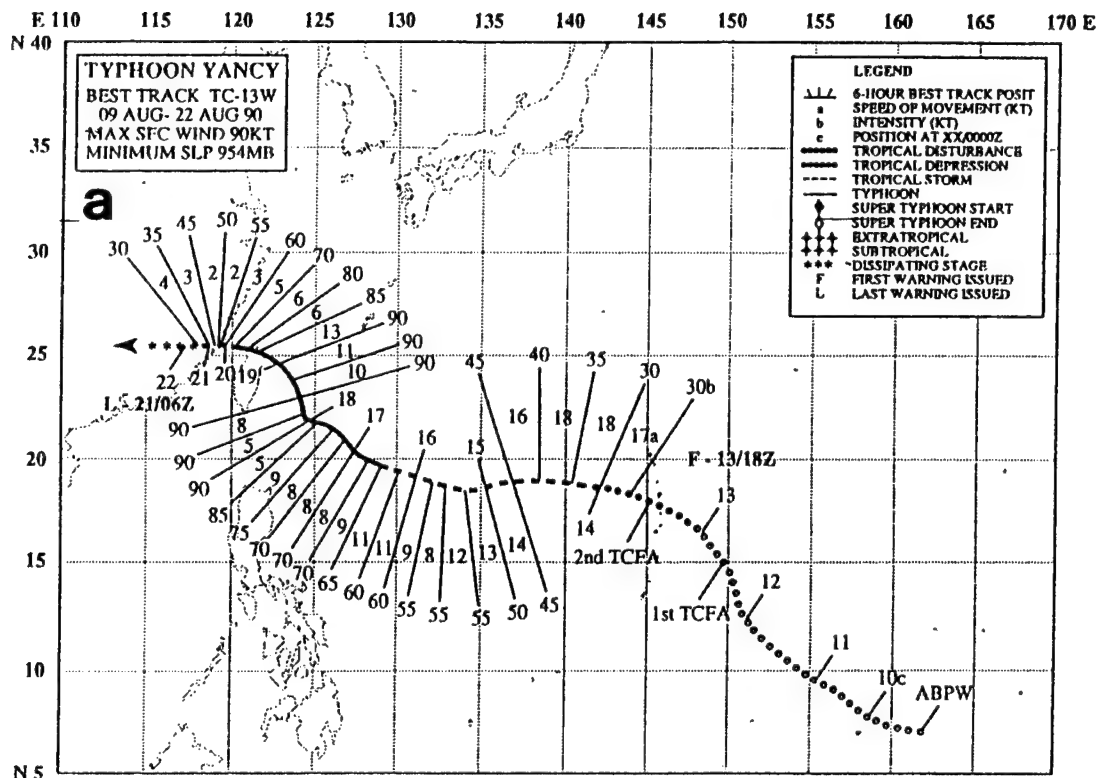 E 110 115 120 125 130 135 140 145 150 155 160 165 170 E
N 40
35
30
25
20
15
10
N 5
TYPHOON YANCY
BEST TRACK TC-13W
09 AUG- 22 AUG 90
MAX SFC WIND 90KT
MINIMUM SLP 954MB
a
LEGEND
6-HOUR BEST TRACK POSIT
a SPEED OF MOVEMENT (KT)
b INTENSITY (KT)
c POSITION AT XX/0000Z
TROPICAL DISTURBANCE
TROPICAL DEPRESSION
TROPICAL STORM
TYPHOON
SUPER TYPHOON START
SUPER TYPHOON END
EXTRATROPICAL
SUBTROPICAL
DISSIPATING STAGE
F FIRST WARNING ISSUED
L LAST WARNING ISSUED
30 35 45 50 55 60 70 80 85 90 90 90
4 3 2 2 3 5 6 6 13 11 10
22 21 20 19 18 17 16 15
L - 21/06Z
90 90 90 85 75 70 70 70 65 60 60 55 55 55 50 45
8 5 5 9 8 8 8 9 11 11 9 8 12 13 14
45 40 35 30 30b
16 18 18 17a
F - 13/18Z
14
2nd TCFA
13
1st TCFA
12
11
10c
ABPW